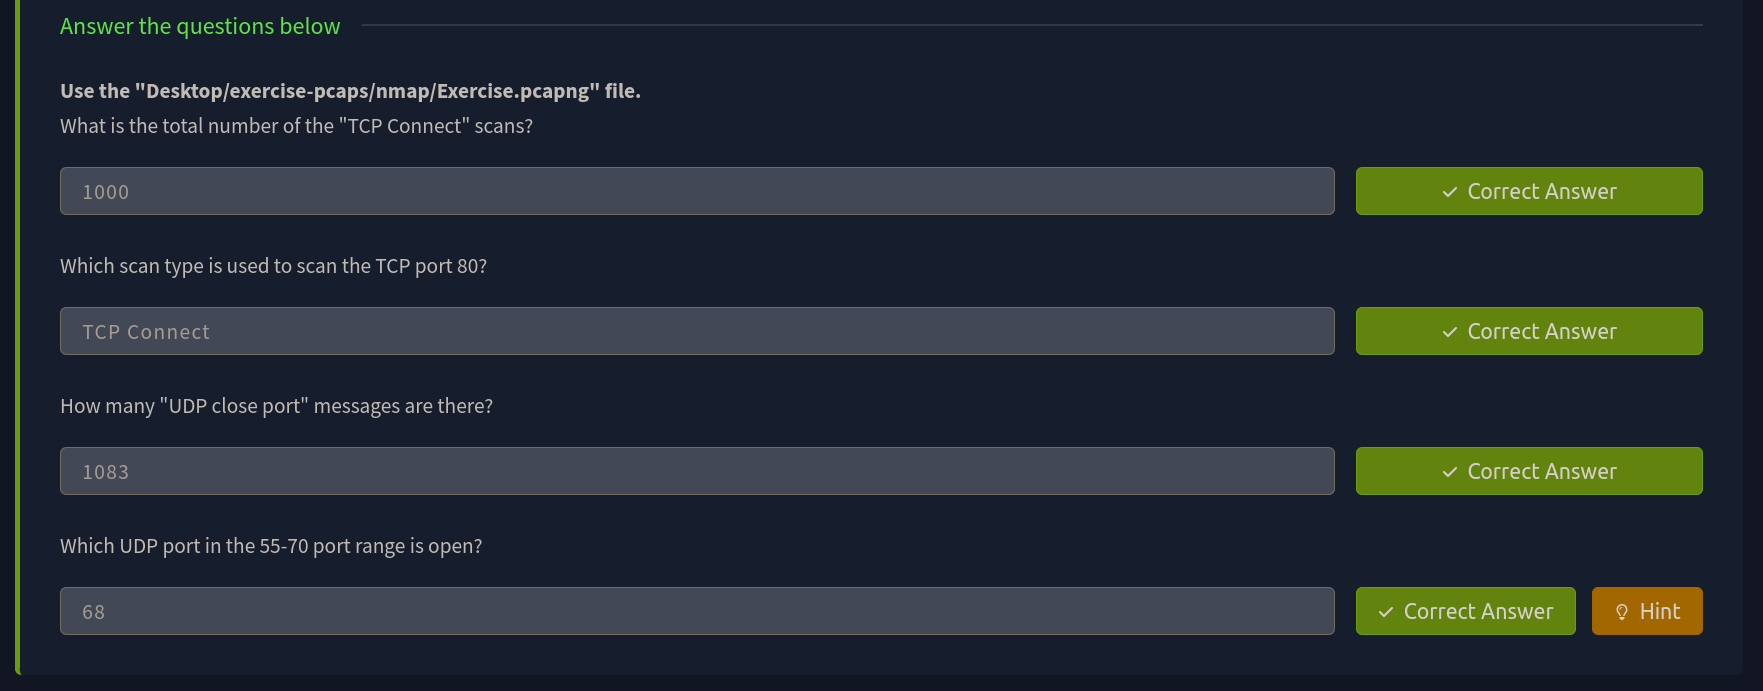 Answer the questions below
Use the "Desktop/exercise-pcaps/nmap/Exercise.pcapng" file.
What is the total number of the "TCP Connect" scans?
1000
Correct Answer
Which scan type is used to scan the TCP port 80?
TCP Connect
Correct Answer
How many "UDP close port" messages are there?
1083
Correct Answer
Which UDP port in the 55-70 port range is open?
68
Correct Answer
Hint